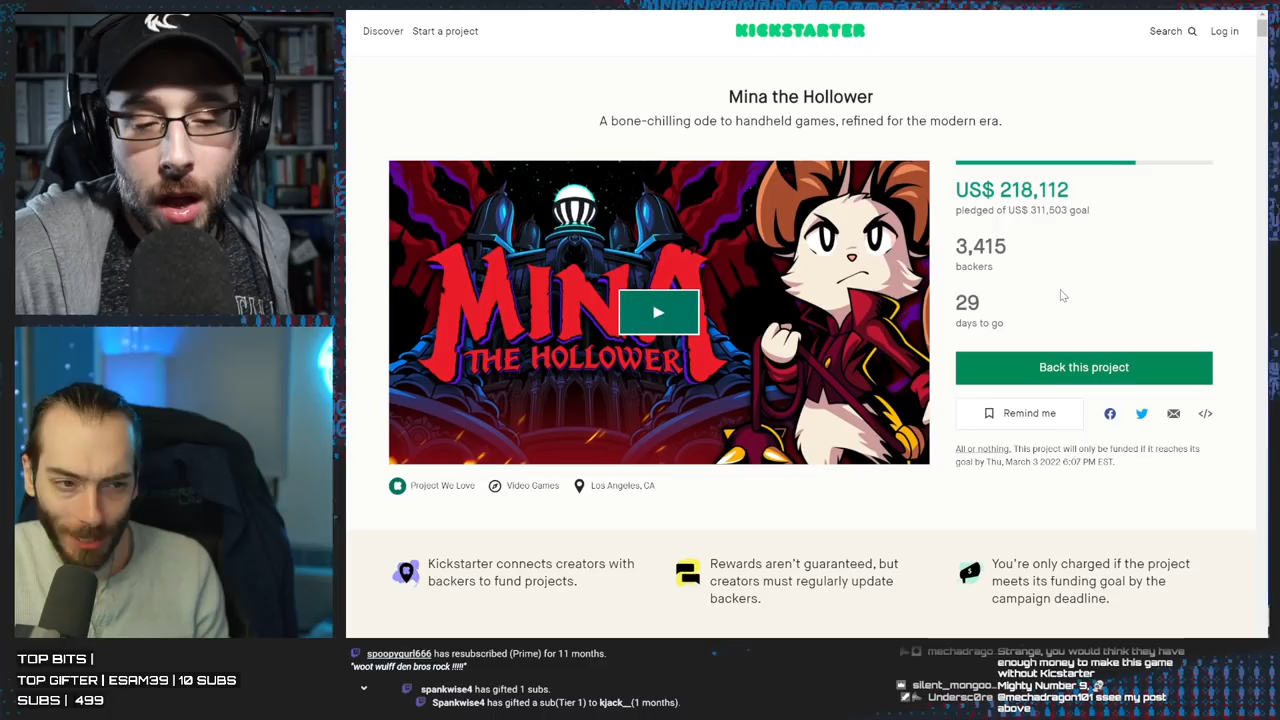 Discover Start a project
KICKSTARTER
Search Log in
Mina the Hollower
A bone-chilling ode to handheld games, refined for the modern era.
MINA
THE HOLLOWER
US$ 218,112
pledged of US$ 311,503 goal
3,415
backers
29
days to go
Back this project
Remind me
All or nothing. This project will only be funded if it reaches its
goal by Thu, March 3 2022 6:07 PM EST.
Project We Love Video Games Los Angeles, CA
Kickstarter connects creators with
backers to fund projects.
Rewards aren't guaranteed, but
creators must regularly update
backers.
You're only charged if the project
meets its funding goal by the
campaign deadline.
TOP BITS |
TOP GIFTER | ESAM39 | 10 SUBS
SUBS | 499
spoopygurl666 has resubscribed (Prime) for 11 months.
"woot wulff den bros rock !!!!!"
spankwise4 has gifted 1 subs.
Spankwise4 has gifted a sub(Tier 1) to kjack__(1 months).
mechadrago... Strange, you would think they have
enough money to make this game
without Kickstarter
silent_mongoo... Mighty Number 9,
Undersc0re @mechadragon101 ssee my post
above